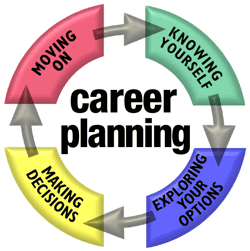 career
planning
KNOWING
YOURSELF
EXPLORING
YOUR
OPTIONS
MAKING
DECISIONS
MOVING
ON